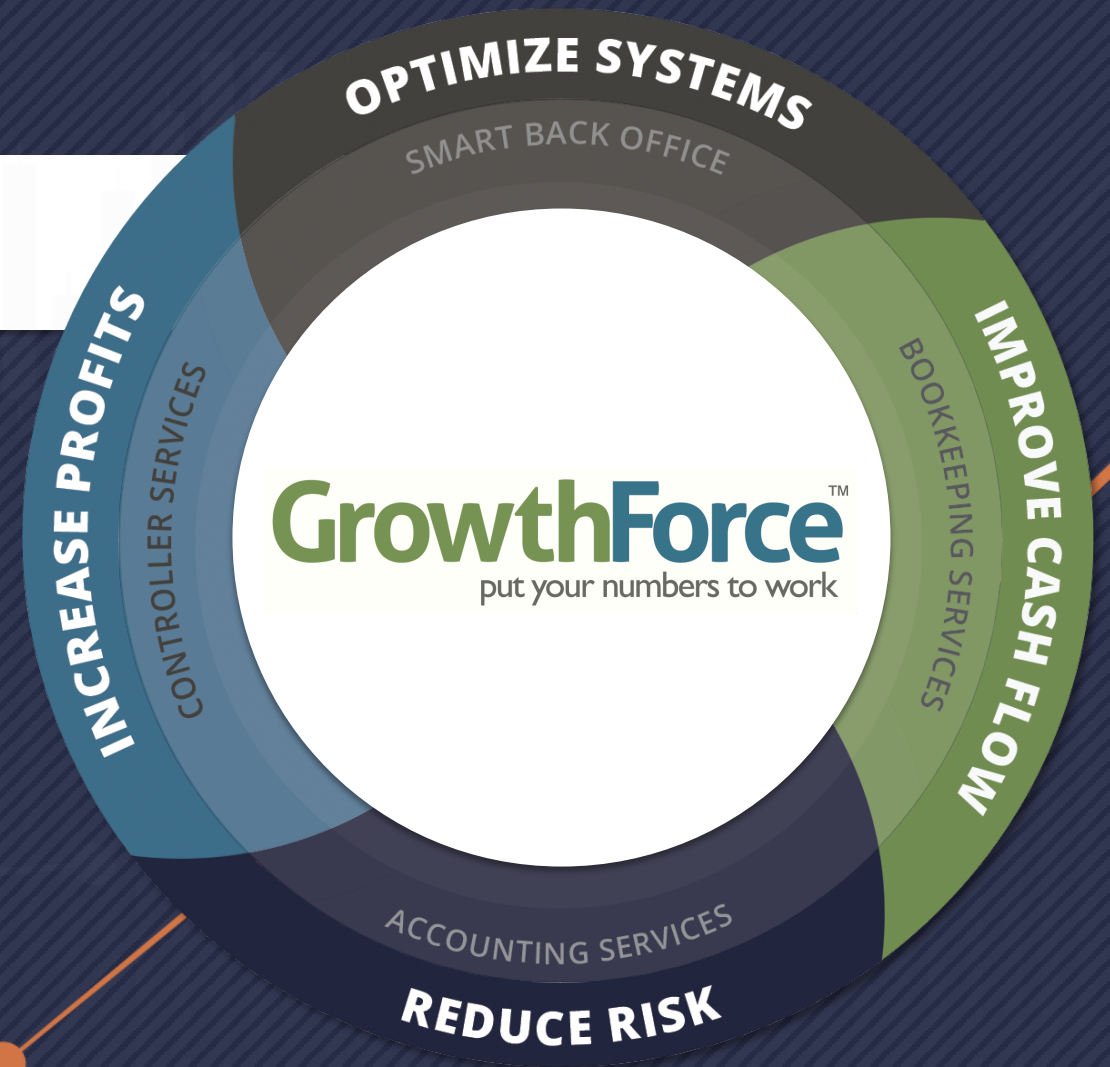 OPTIMIZE SYSTEMS
SMART BACK OFFICE
INCREASE PROFITS
CONTROLLER SERVICES
GrowthForce™
put your numbers to work
BOOKKEEPING SERVICES
IMPROVE CASH FLOW
ACCOUNTING SERVICES
REDUCE RISK